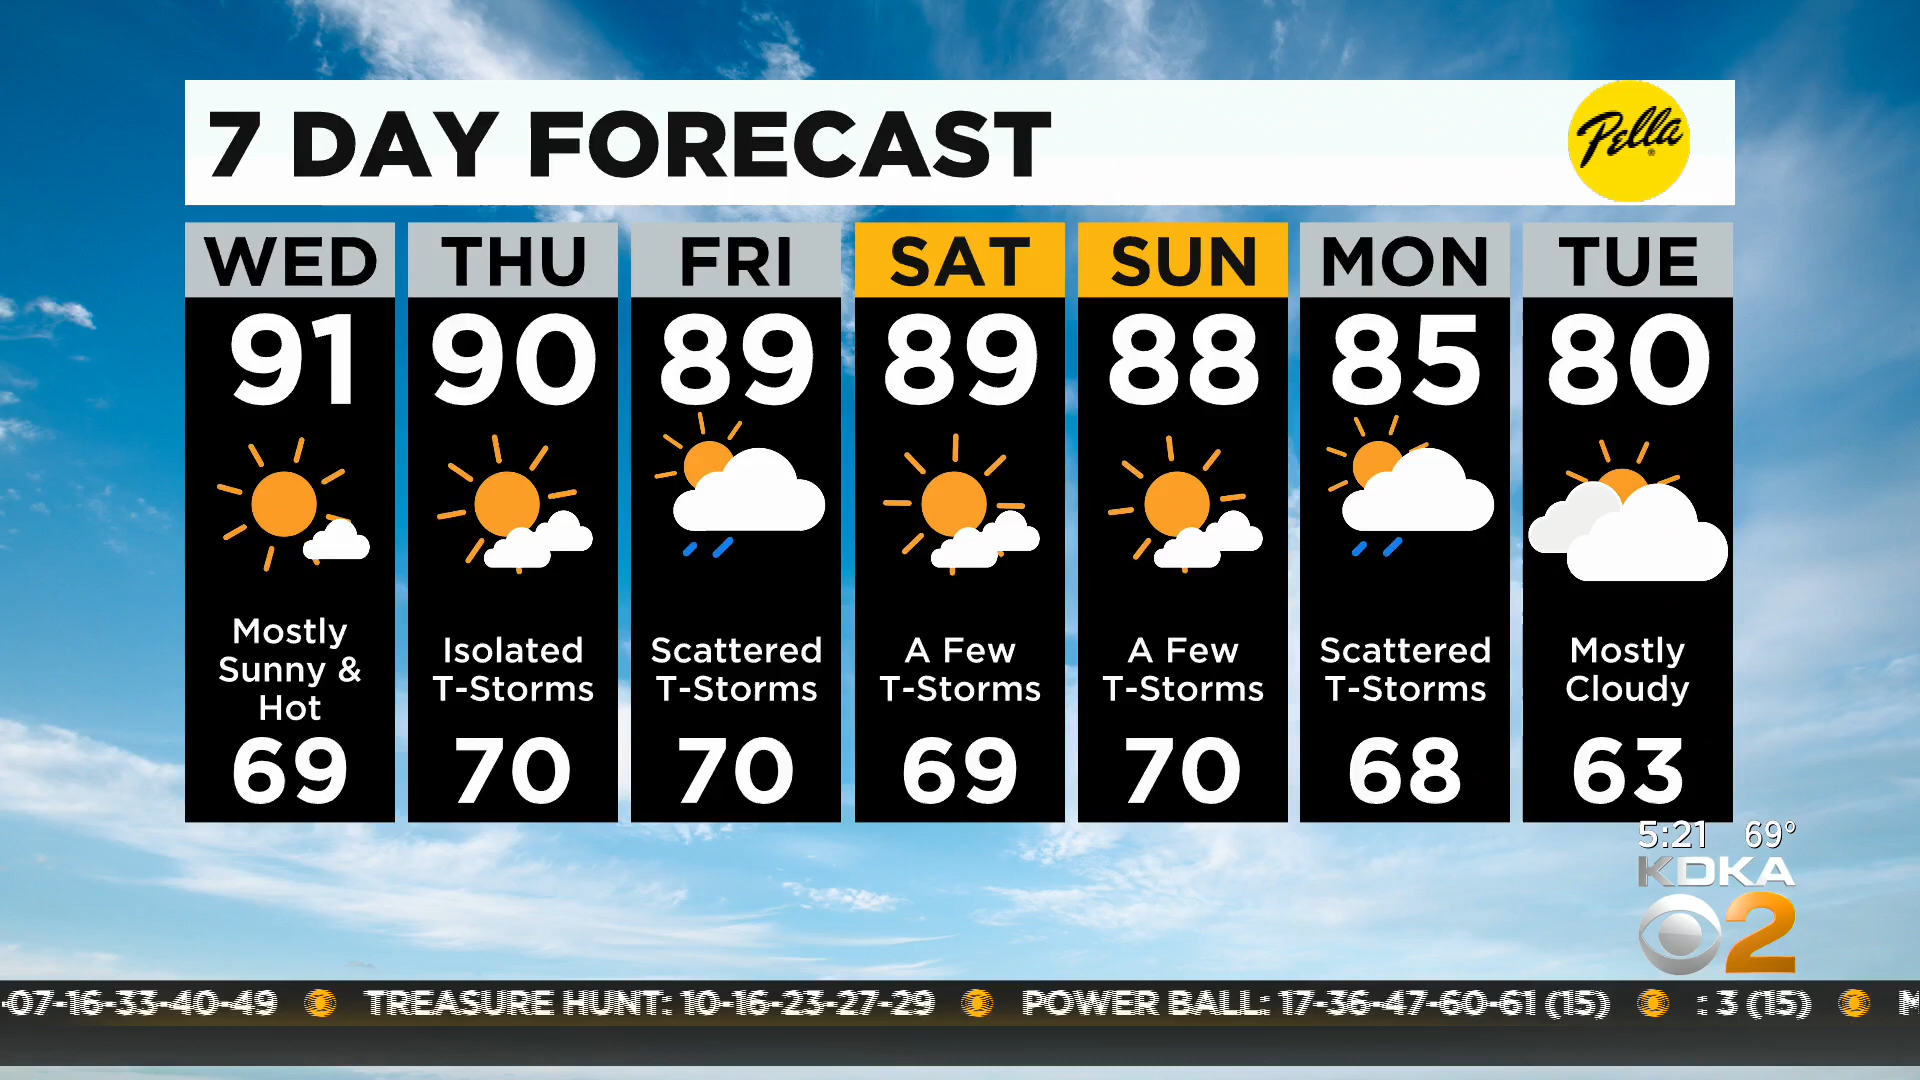 7 DAY FORECAST
Pella
WED
91
Mostly
Sunny &
Hot
69
THU
90
Isolated
T-Storms
70
FRI
89
Scattered
T-Storms
70
SAT
89
A Few
T-Storms
69
SUN
88
A Few
T-Storms
70
MON
85
Scattered
T-Storms
68
TUE
80
Mostly
Cloudy
63
5:21 69°
KDKA
2
-07-16-33-40-49 TREASURE HUNT: 10-16-23-27-29 POWER BALL: 17-36-47-60-61 (15) : 3 (15)